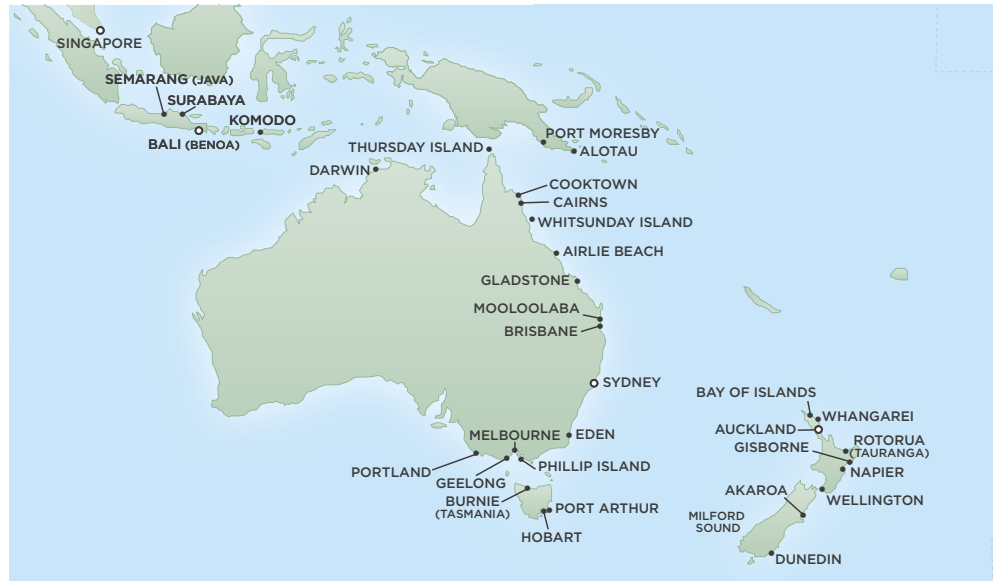 SINGAPORE
SEMARANG (JAVA)
SURABAYA
KOMODO
BALI (BENOA)
PORT MORESBY
THURSDAY ISLAND
ALOTAU
DARWIN
COOKTOWN
CAIRNS
WHITSUNDAY ISLAND
AIRLIE BEACH
GLADSTONE
MOOLOOLABA
BRISBANE
SYDNEY
BAY OF ISLANDS
WHANGAREI
AUCKLAND
MELBOURNE
EDEN
ROTORUA
(TAURANGA)
GISBORNE
PORTLAND
PHILLIP ISLAND
NAPIER
GEELONG
AKAROA
WELLINGTON
BURNIE
(TASMANIA)
PORT ARTHUR
MILFORD
SOUND
HOBART
DUNEDIN